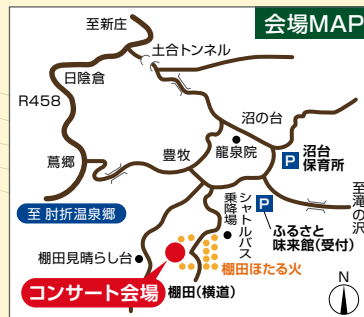 会場MAP
至新庄
土合トンネル
日陰倉
R458
沼の台
龍泉院
P
沼台
保育所
蔦郷
豊牧
至 肘折温泉郷
シャトルバス
乗降場
P
ふるさと
味来館(受付)
至滝の沢
棚田見晴らし台
棚田ほたる火
コンサート会場
棚田(横道)
N